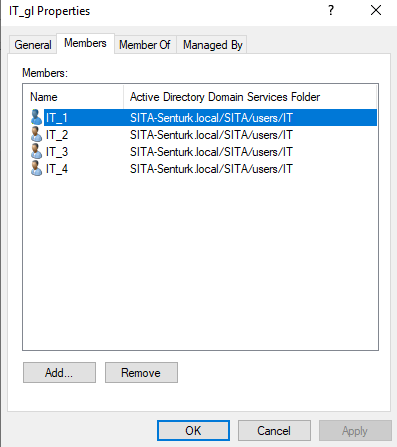 IT_gl Properties ? ×
General Members Member Of Managed By
Members:
Name Active Directory Domain Services Folder
IT_1 SITA-Senturk.local/SITA/users/IT
IT_2 SITA-Senturk.local/SITA/users/IT
IT_3 SITA-Senturk.local/SITA/users/IT
IT_4 SITA-Senturk.local/SITA/users/IT
Add... Remove
OK Cancel Apply